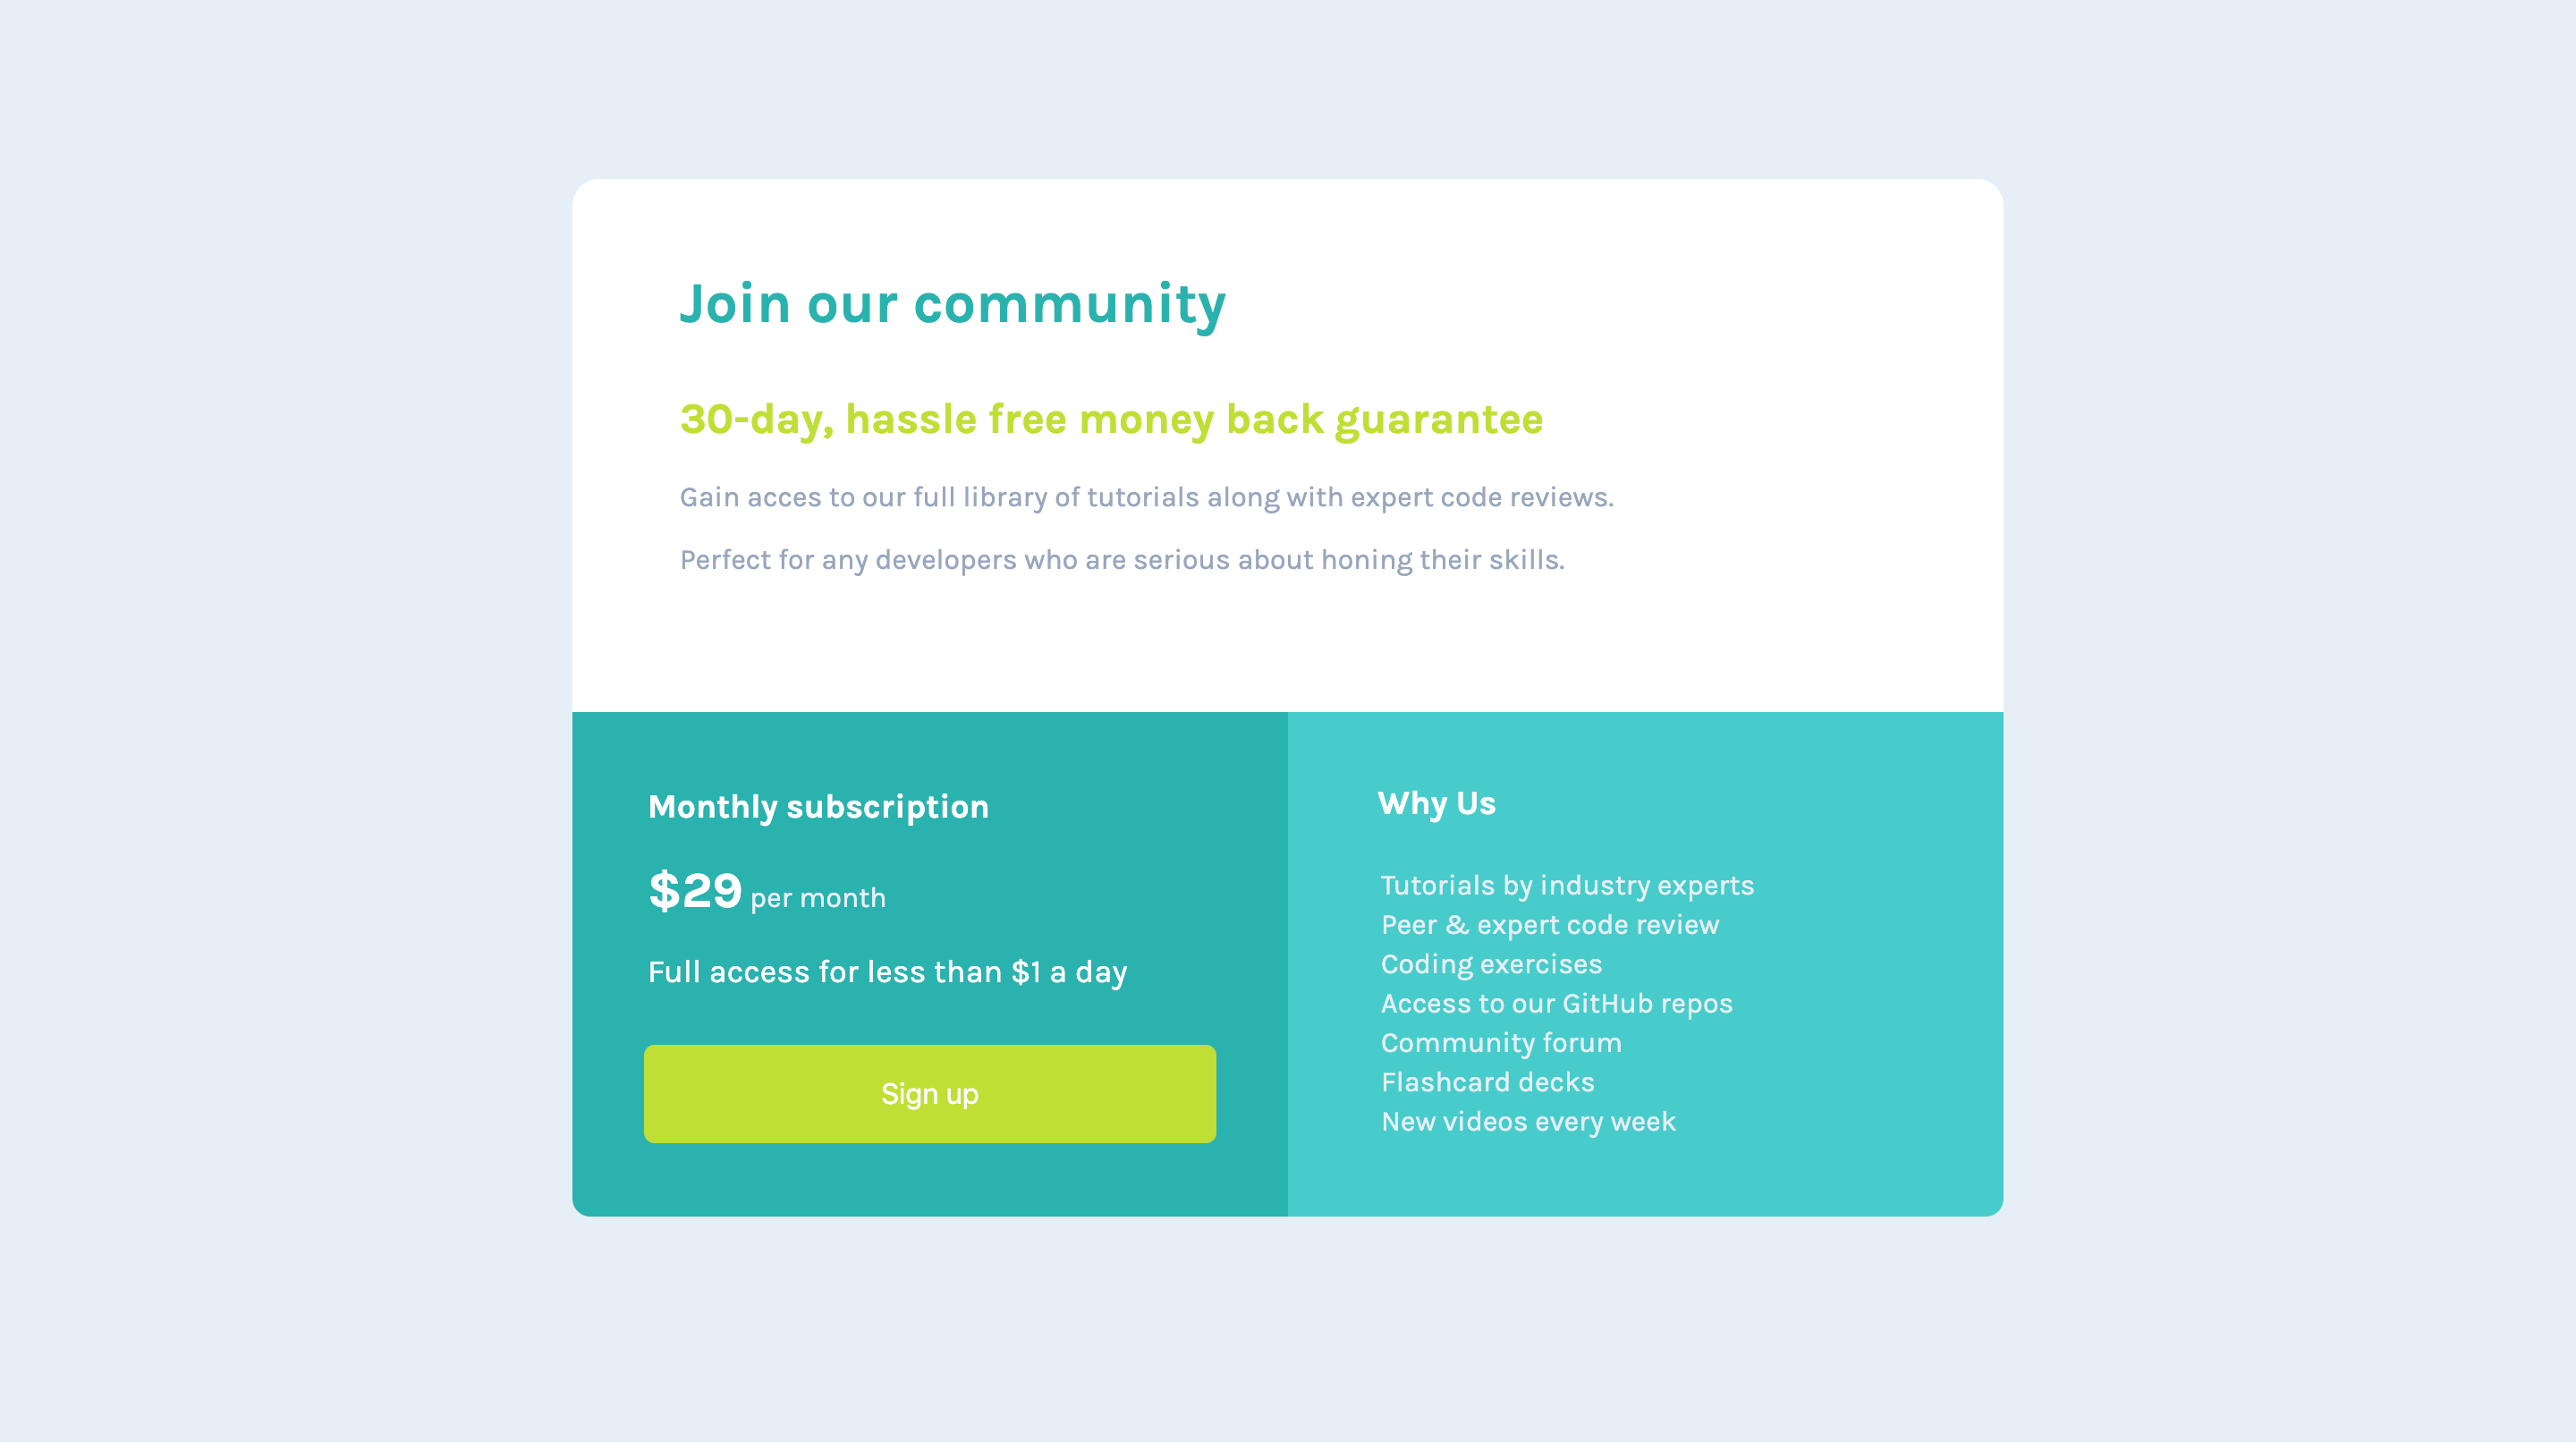 Join our community
30-day, hassle free money back guarantee
Gain acces to our full library of tutorials along with expert code reviews.
Perfect for any developers who are serious about honing their skills.
Monthly subscription
$29 per month
Full access for less than $1 a day
Sign up
Why Us
Tutorials by industry experts
Peer & expert code review
Coding exercises
Access to our GitHub repos
Community forum
Flashcard decks
New videos every week